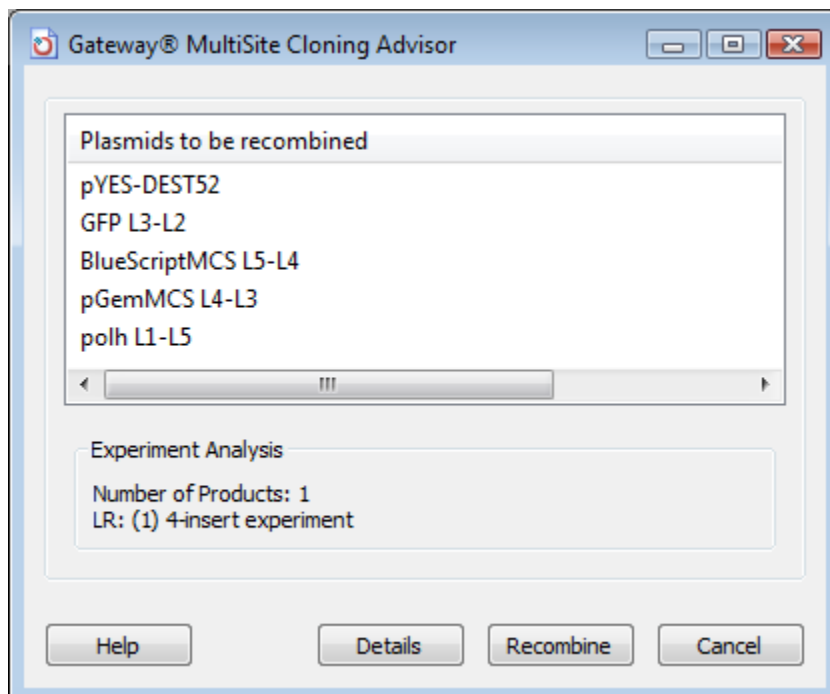 Gateway® MultiSite Cloning Advisor
Plasmids to be recombined
pYES-DEST52
GFP L3-L2
BlueScriptMCS L5-L4
pGemMCS L4-L3
polh L1-L5
Experiment Analysis
Number of Products: 1
LR: (1) 4-insert experiment
Help Details Recombine Cancel